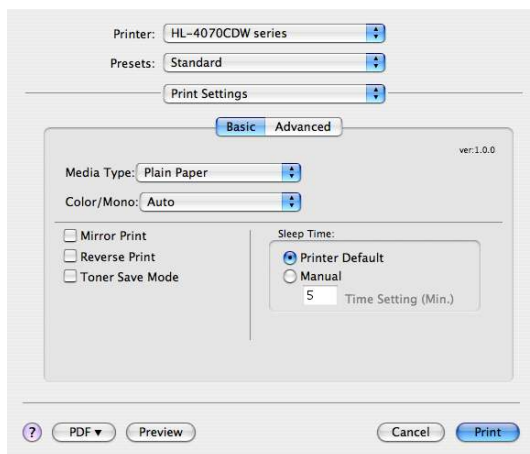 Printer: HL-4070CDW series
Presets: Standard
Print Settings
Basic Advanced
ver:1.0.0
Media Type: Plain Paper
Color/Mono: Auto
Mirror Print
Reverse Print
Toner Save Mode
Sleep Time:
Printer Default
Manual
5 Time Setting (Min.)
? PDF▼ Preview Cancel Print